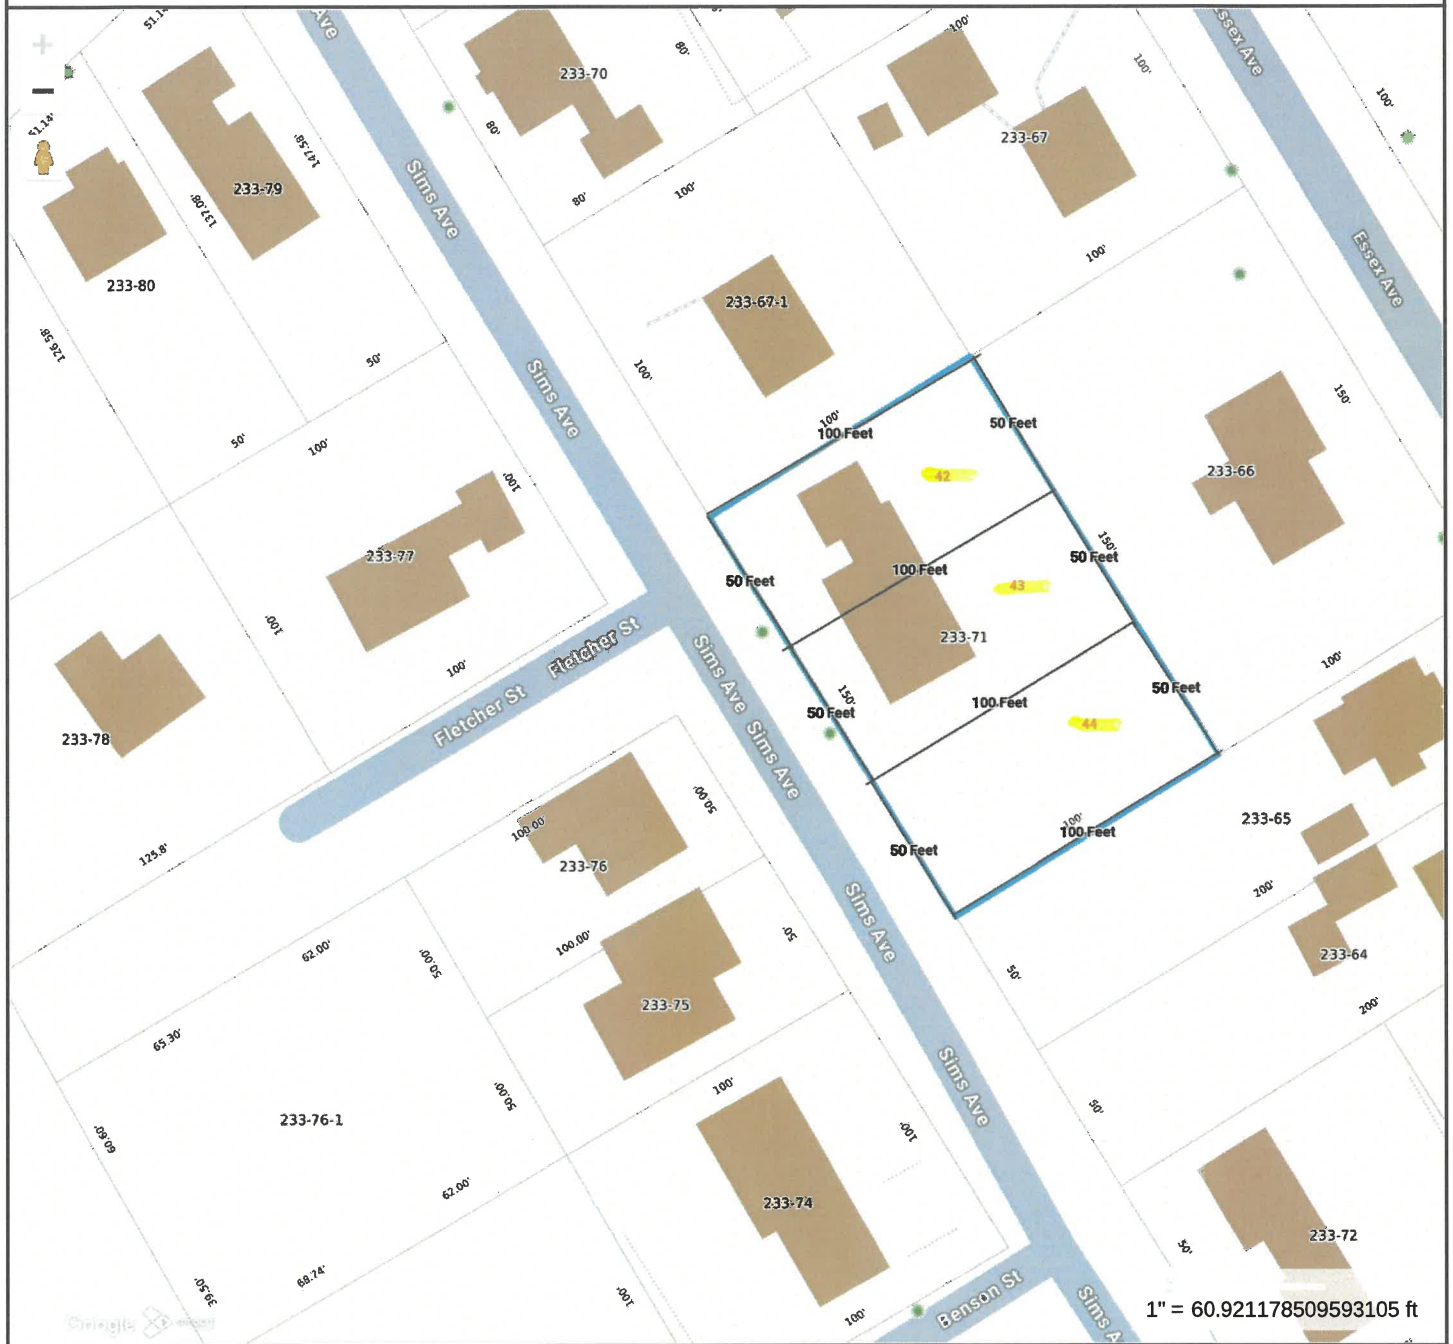 51.14'
Ave
80'
100'
Essex Ave
233-70
100'
100'
51.14'
147.58'
80'
233-67
Sims Ave
233-79
100'
80'
137.08'
100'
Essex Ave
233-80
233-67-1
126.58'
50'
100'
Sims Ave
150'
100'
100 Feet
50 Feet
50'
100'
42
233-66
100'
233-77
100 Feet
150'
50 Feet
50 Feet
43
100'
Fletcher St
233-71
100'
100'
Sims Ave
150'
50 Feet
Fletcher St
100 Feet
50 Feet
44
233-78
Sims Ave
50.00'
100'
100 Feet
100.00'
233-65
125.8'
50 Feet
233-76
200'
Sims Ave
100.00'
50'
62.00'
50.00'
50'
233-64
233-75
200'
65.30'
Sims Ave
100'
50.00'
50'
233-76-1
100'
60.60'
62.00'
233-74
233-72
50'
68.74'
39.50'
100'
Benson St
100'
Sims A
Google
1" = 60.921178509593105 ft